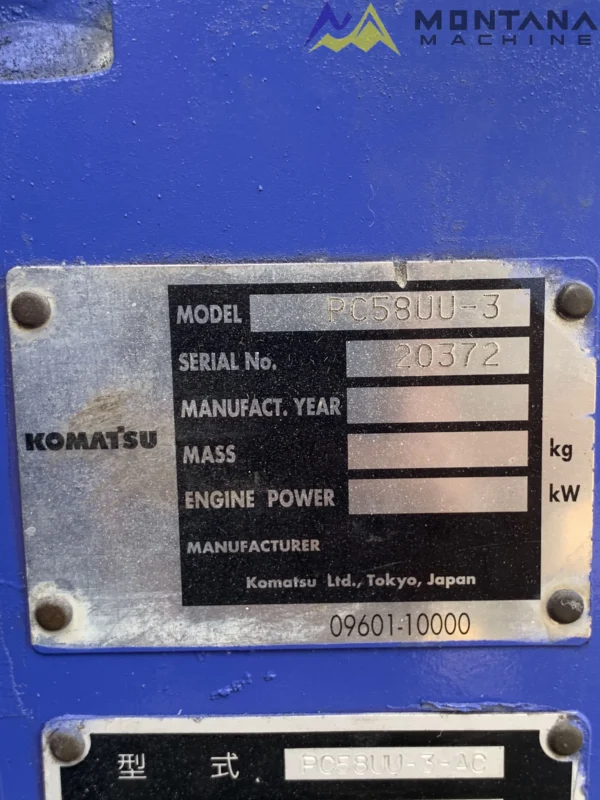 MONTANA
MACHINE
MODEL PC58UU-3
SERIAL No. 20372
MANUFACT. YEAR
KOMATSU
MASS kg
ENGINE POWER kW
MANUFACTURER
Komatsu Ltd., Tokyo, Japan
09601-10000
型 式 PC58UU-3-AC